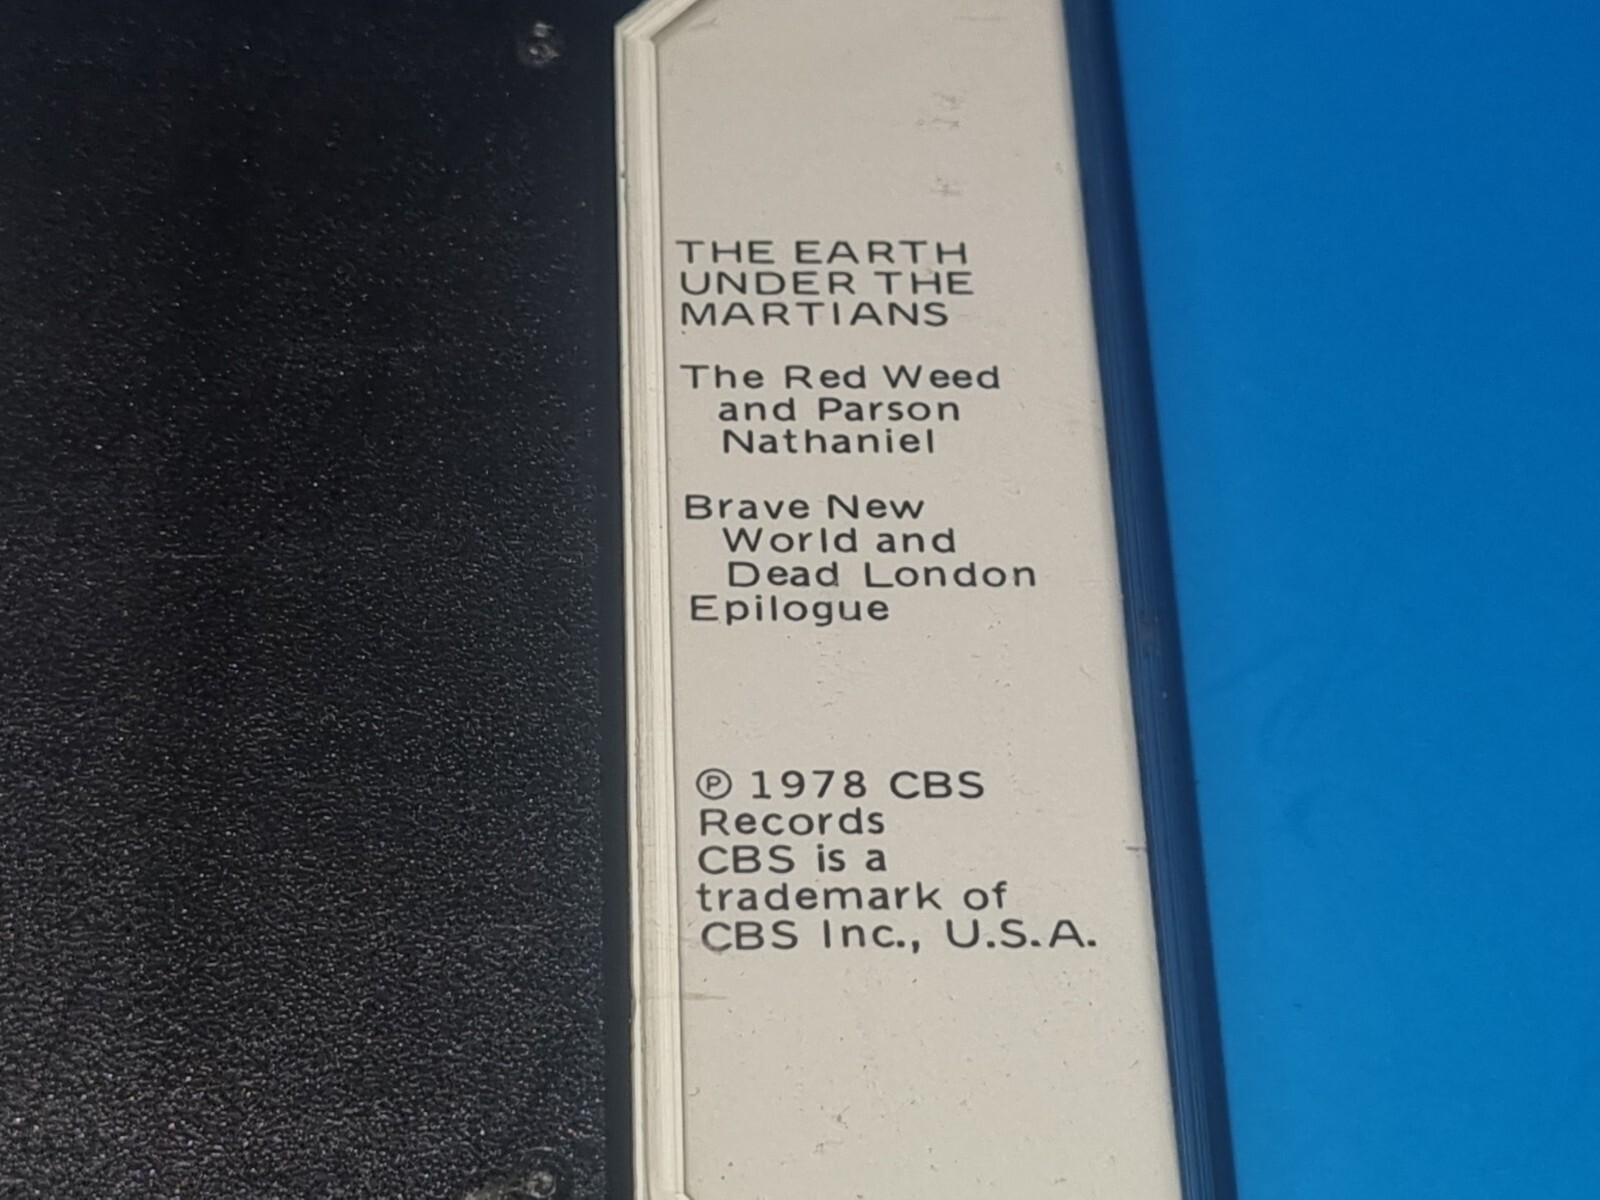 THE EARTH
UNDER THE
MARTIANS
The Red Weed
and Parson
Nathaniel
Brave New
World and
Dead London
Epilogue
℗ 1978 CBS
Records
CBS is a
trademark of
CBS Inc., U.S.A.